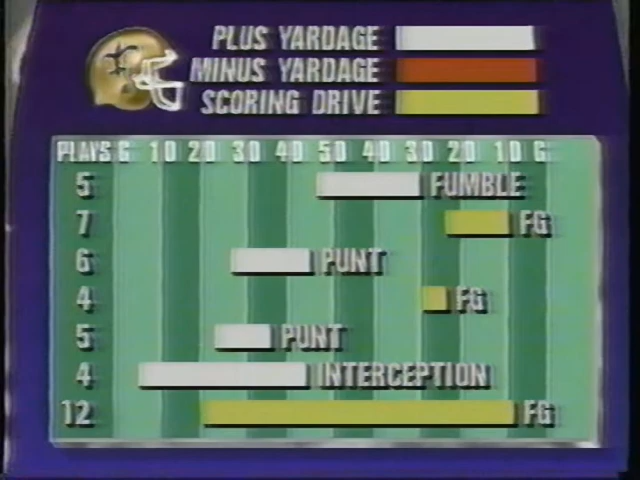 PLUS YARDAGE
MINUS YARDAGE
SCORING DRIVE
PLAYS G 10 20 30 40 50 40 30 20 10 G
5 FUMBLE
7 FG
6 PUNT
4 FG
5 PUNT
4 INTERCEPTION
12 FG